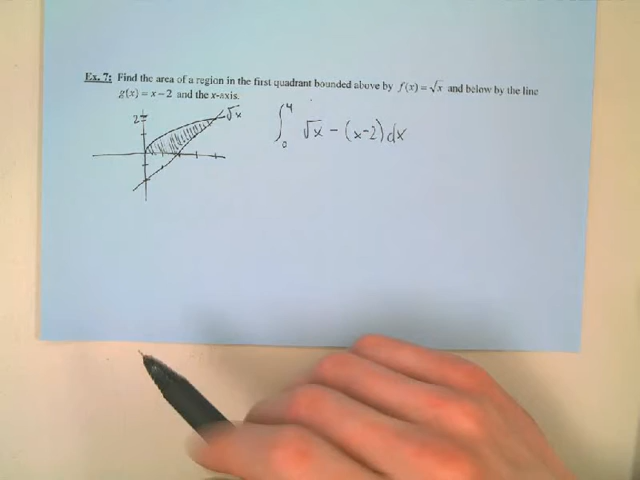 Ex. 7: Find the area of a region in the first quadrant bounded above by f(x) = √x and below by the line
g(x) = x − 2 and the x-axis.
2
√x
∫₀⁴ √x − (x−2) dx